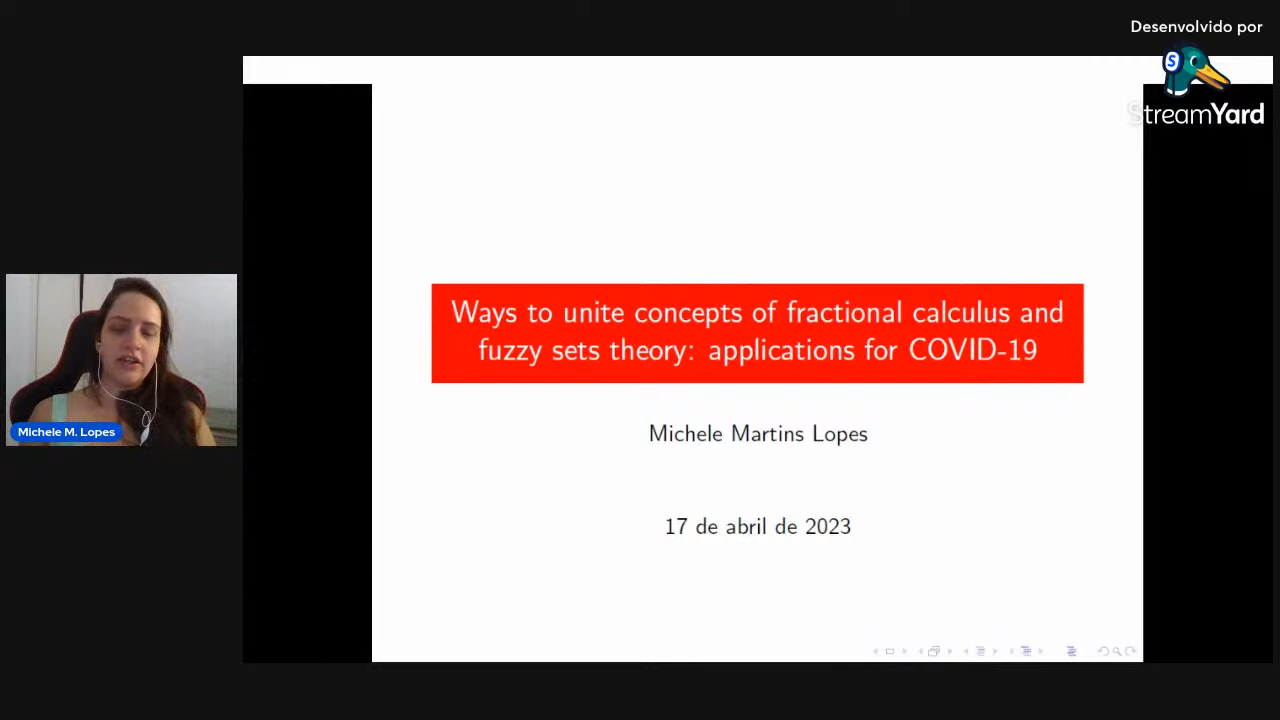 Desenvolvido por
S
StreamYard
Ways to unite concepts of fractional calculus and
fuzzy sets theory: applications for COVID-19
Michele Martins Lopes
17 de abril de 2023
Michele M. Lopes